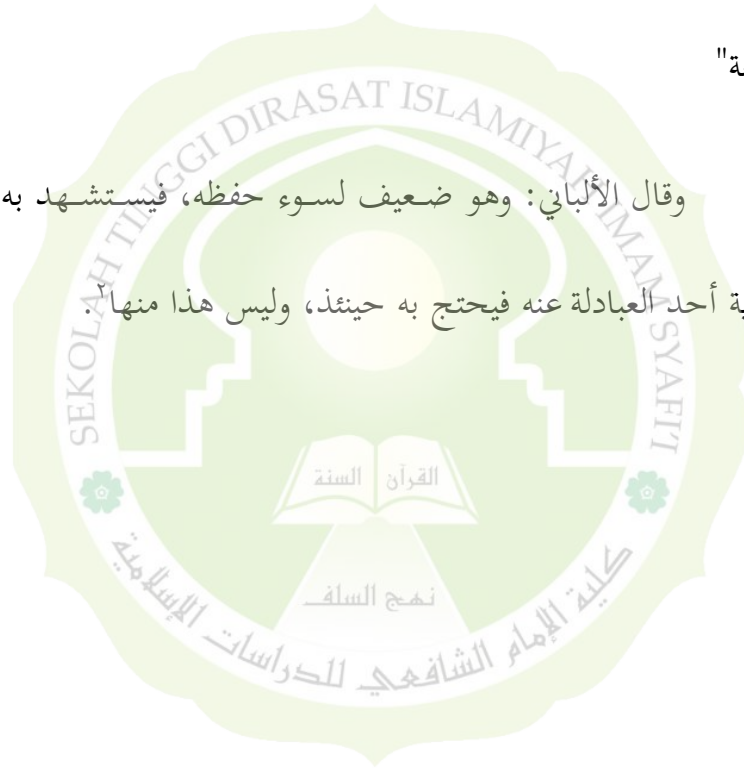 ة"
SEKOLAH TINGGI DIRASAT ISLAMIYAH IMAM SYAFI'I
وقال الألباني: وهو ضعيف لسوء حفظه، فيستشهد به
ية أحد العبادلة عنه فيحتج به حينئذ، وليس هذا منها٢.
القرآن السنة
نهج السلف
كلية الإمام الشافعي للدراسات الإسلامية